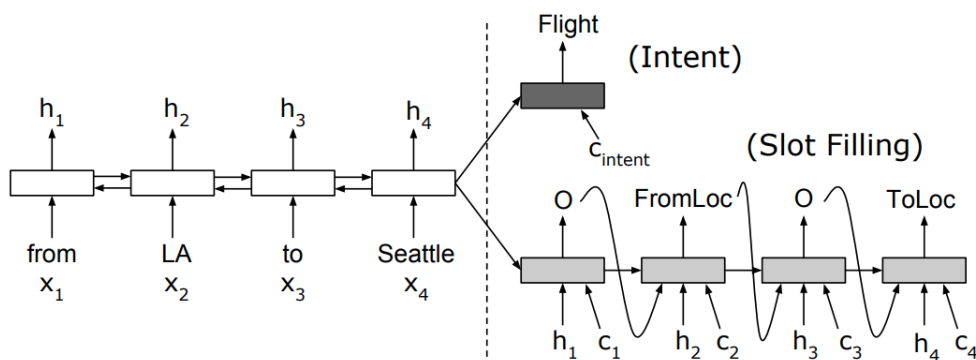 Flight
(Intent)
h1 h2 h3 h4
cintent
(Slot Filling)
O FromLoc O ToLoc
from LA to Seattle
x1 x2 x3 x4
h1 c1 h2 c2 h3 c3 h4 c4